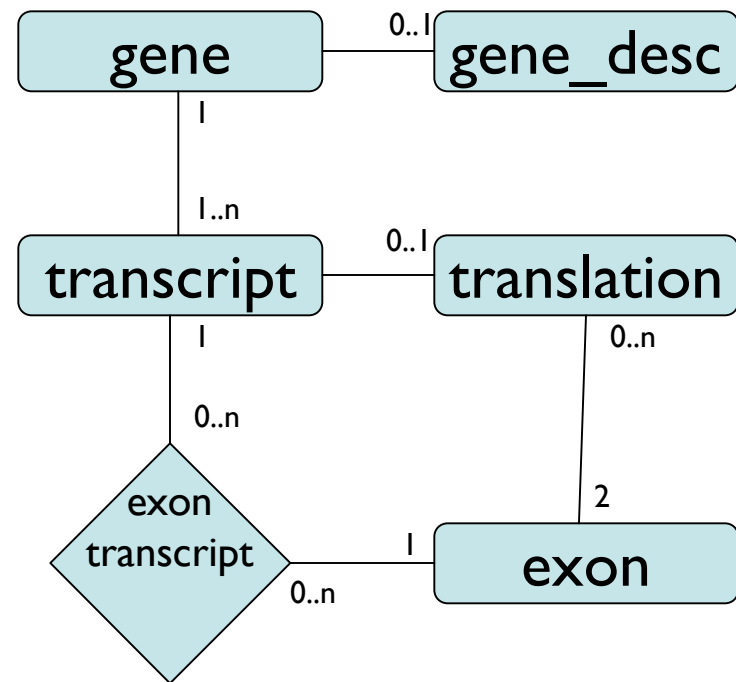 0..1
gene
gene_desc
1
1..n
0..1
transcript
translation
1
0..n
0..n
exon
transcript
2
1
exon
0..n